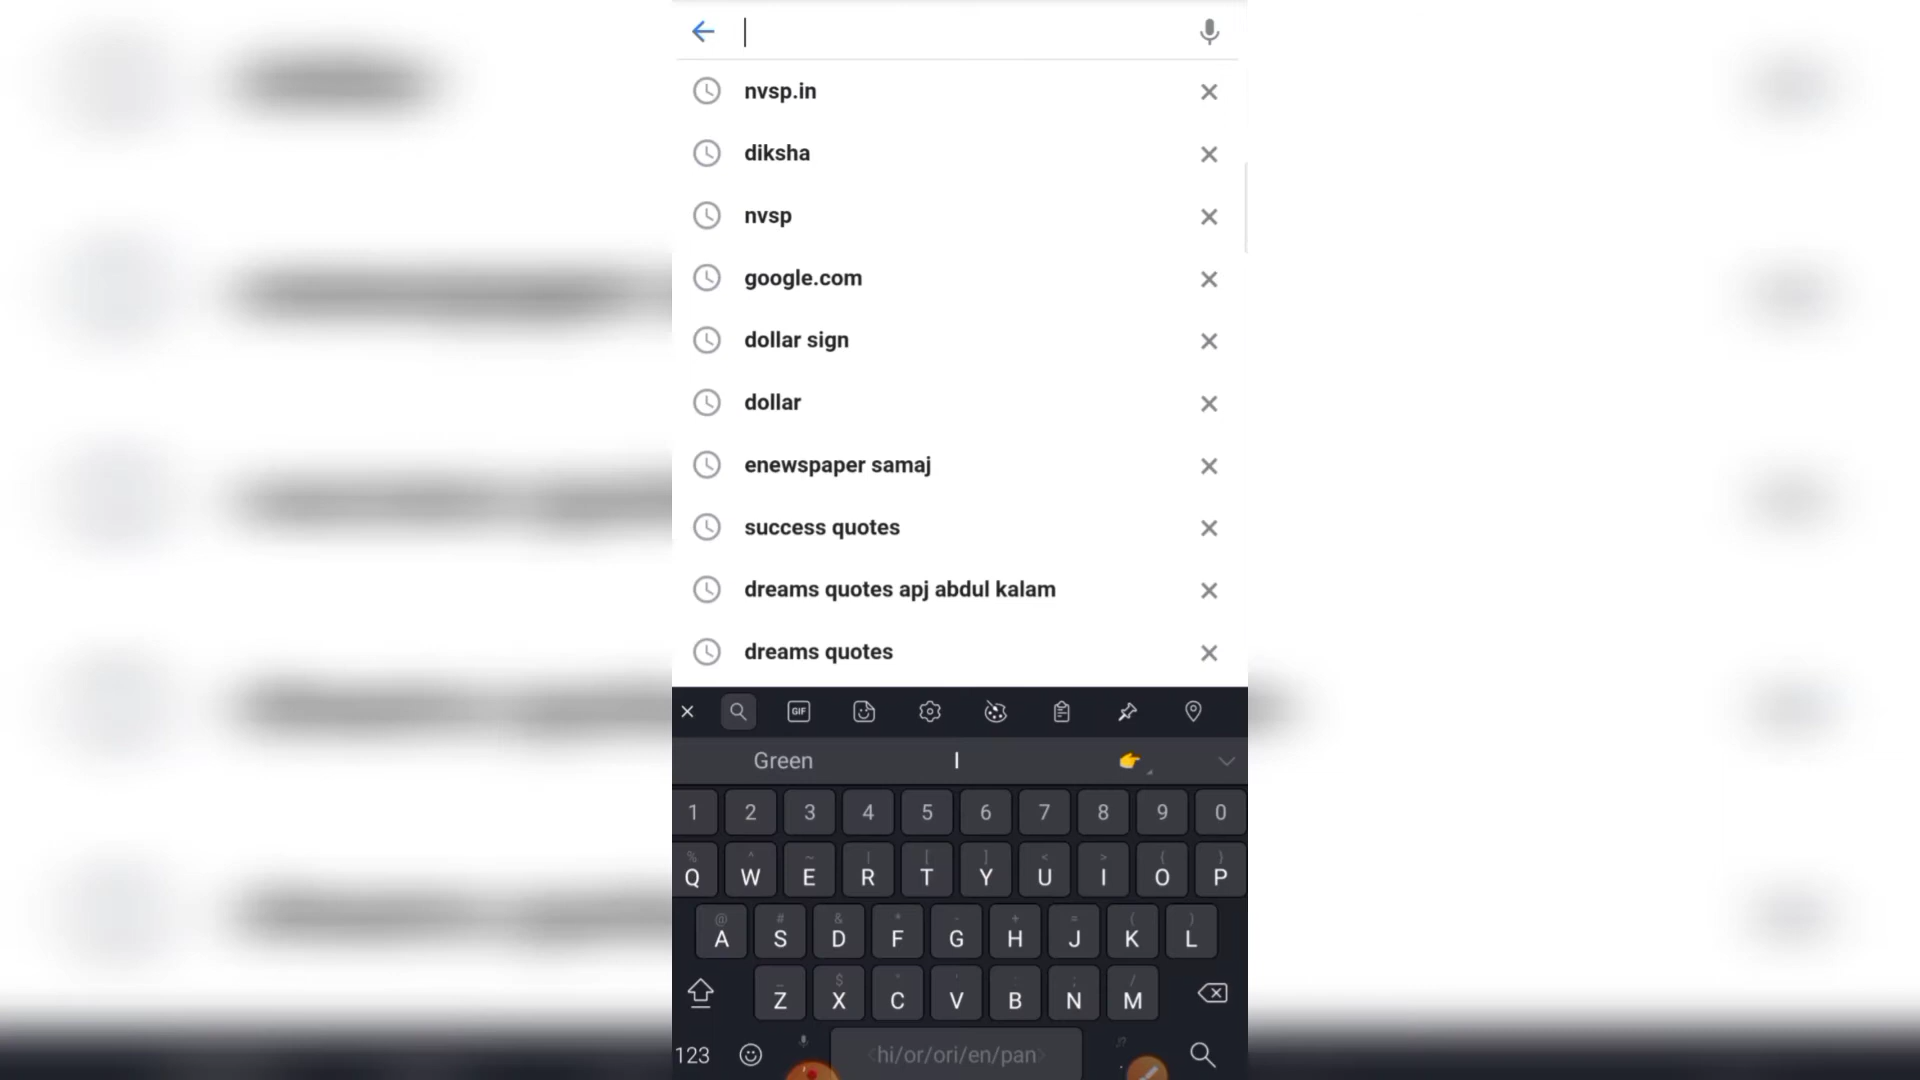 nvsp.in
diksha
nvsp
google.com
dollar sign
dollar
enewspaper samaj
success quotes
dreams quotes apj abdul kalam
dreams quotes
GIF
Green I 👉
1 2 3 4 5 6 7 8 9 0
% ^ ~ | [ ] < > { }
Q W E R T Y U I O P
@ # & * - + = ( )
A S D F G H J K L
_ $ " ' : ; /
Z X C V B N M
123 hi/or/ori/en/pan